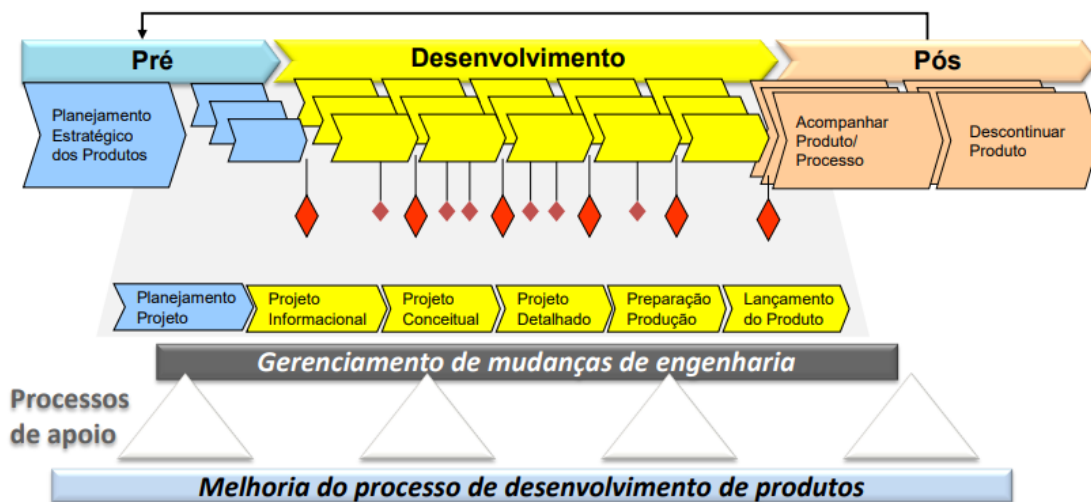 Pré
Desenvolvimento
Pós
Planejamento
Estratégico
dos Produtos
Acompanhar
Produto/
Processo
Descontinuar
Produto
Planejamento
Projeto
Projeto
Informacional
Projeto
Conceitual
Projeto
Detalhado
Preparação
Produção
Lançamento
do Produto
Gerenciamento de mudanças de engenharia
Processos
de apoio
Melhoria do processo de desenvolvimento de produtos